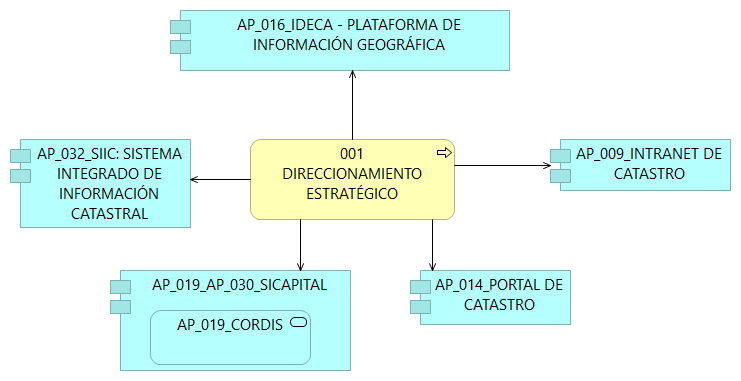 AP_016_IDECA - PLATAFORMA DE
INFORMACIÓN GEOGRÁFICA
AP_032_SIIC: SISTEMA
INTEGRADO DE
INFORMACIÓN
CATASTRAL
001
DIRECCIONAMIENTO
ESTRATÉGICO
AP_009_INTRANET DE
CATASTRO
AP_019_AP_030_SICAPITAL
AP_019_CORDIS
AP_014_PORTAL DE
CATASTRO